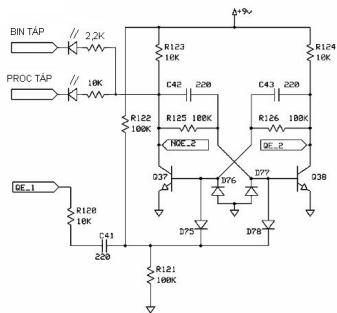 +9v
BIN TÁP
2,2K
PROC TÁP
10K
R123
10K
R124
10K
C42
220
C43
220
R122
100K
R125
100K
R126
100K
NQE_2
QE_2
Q37
D76
D77
Q38
QE_1
R120
10K
D75
D78
C41
220
R121
100K